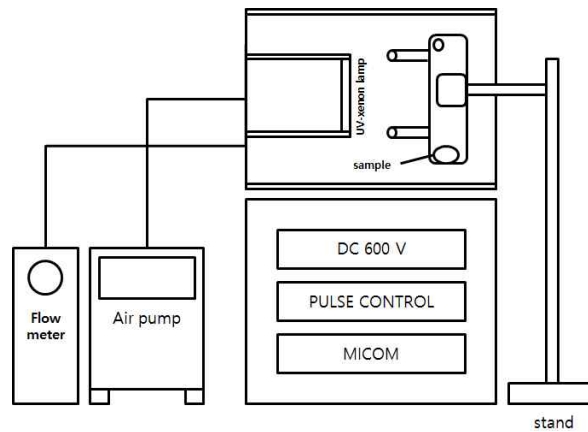 UV-xenon lamp
sample
DC 600 V
PULSE CONTROL
MICOM
Flow
meter
Air pump
stand